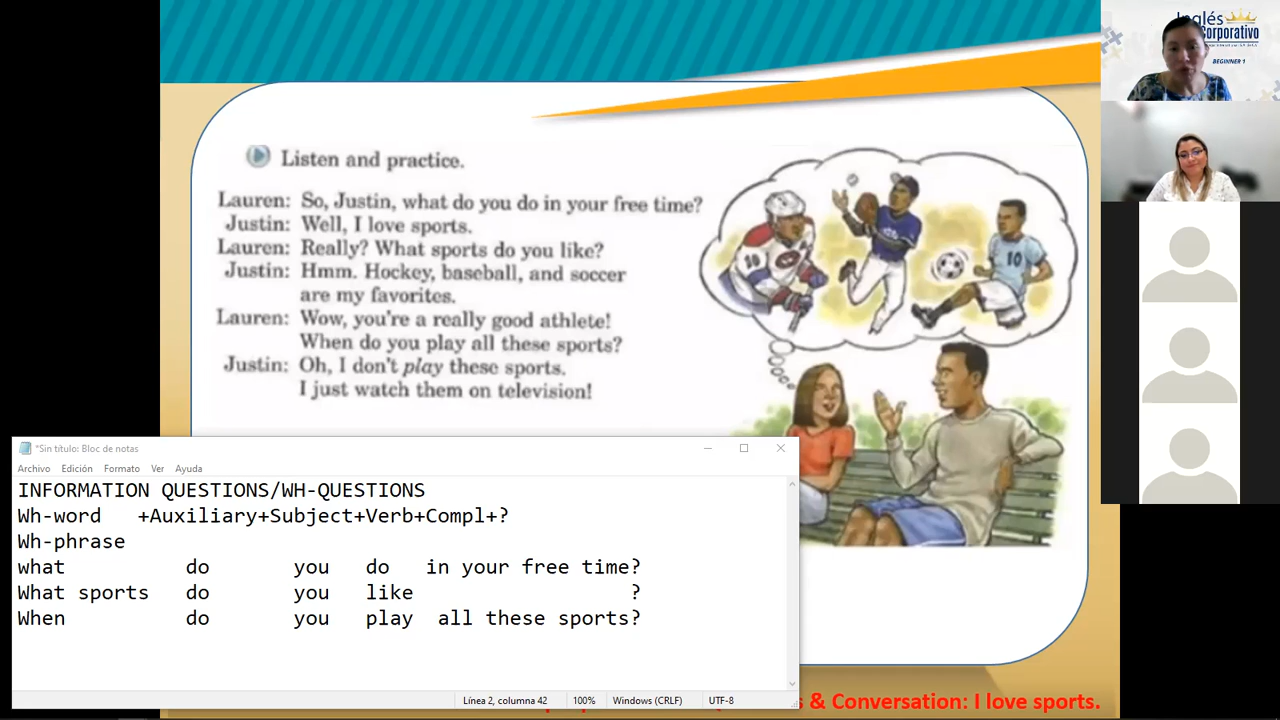 Listen and practice.
Lauren: So, Justin, what do you do in your free time?
Justin: Well, I love sports.
Lauren: Really? What sports do you like?
Justin: Hmm. Hockey, baseball, and soccer
are my favorites.
Lauren: Wow, you're a really good athlete!
When do you play all these sports?
Justin: Oh, I don't play these sports.
I just watch them on television!
10
10
*Sin título: Bloc de notas
Archivo Edición Formato Ver Ayuda
INFORMATION QUESTIONS/WH-QUESTIONS
Wh-word +Auxiliary+Subject+Verb+Compl+?
Wh-phrase
what do you do in your free time?
What sports do you like ?
When do you play all these sports?
Línea 2, columna 42 100% Windows (CRLF) UTF-8
& Conversation: I love sports.
Inglés
Corporativo
BEGINNER 1